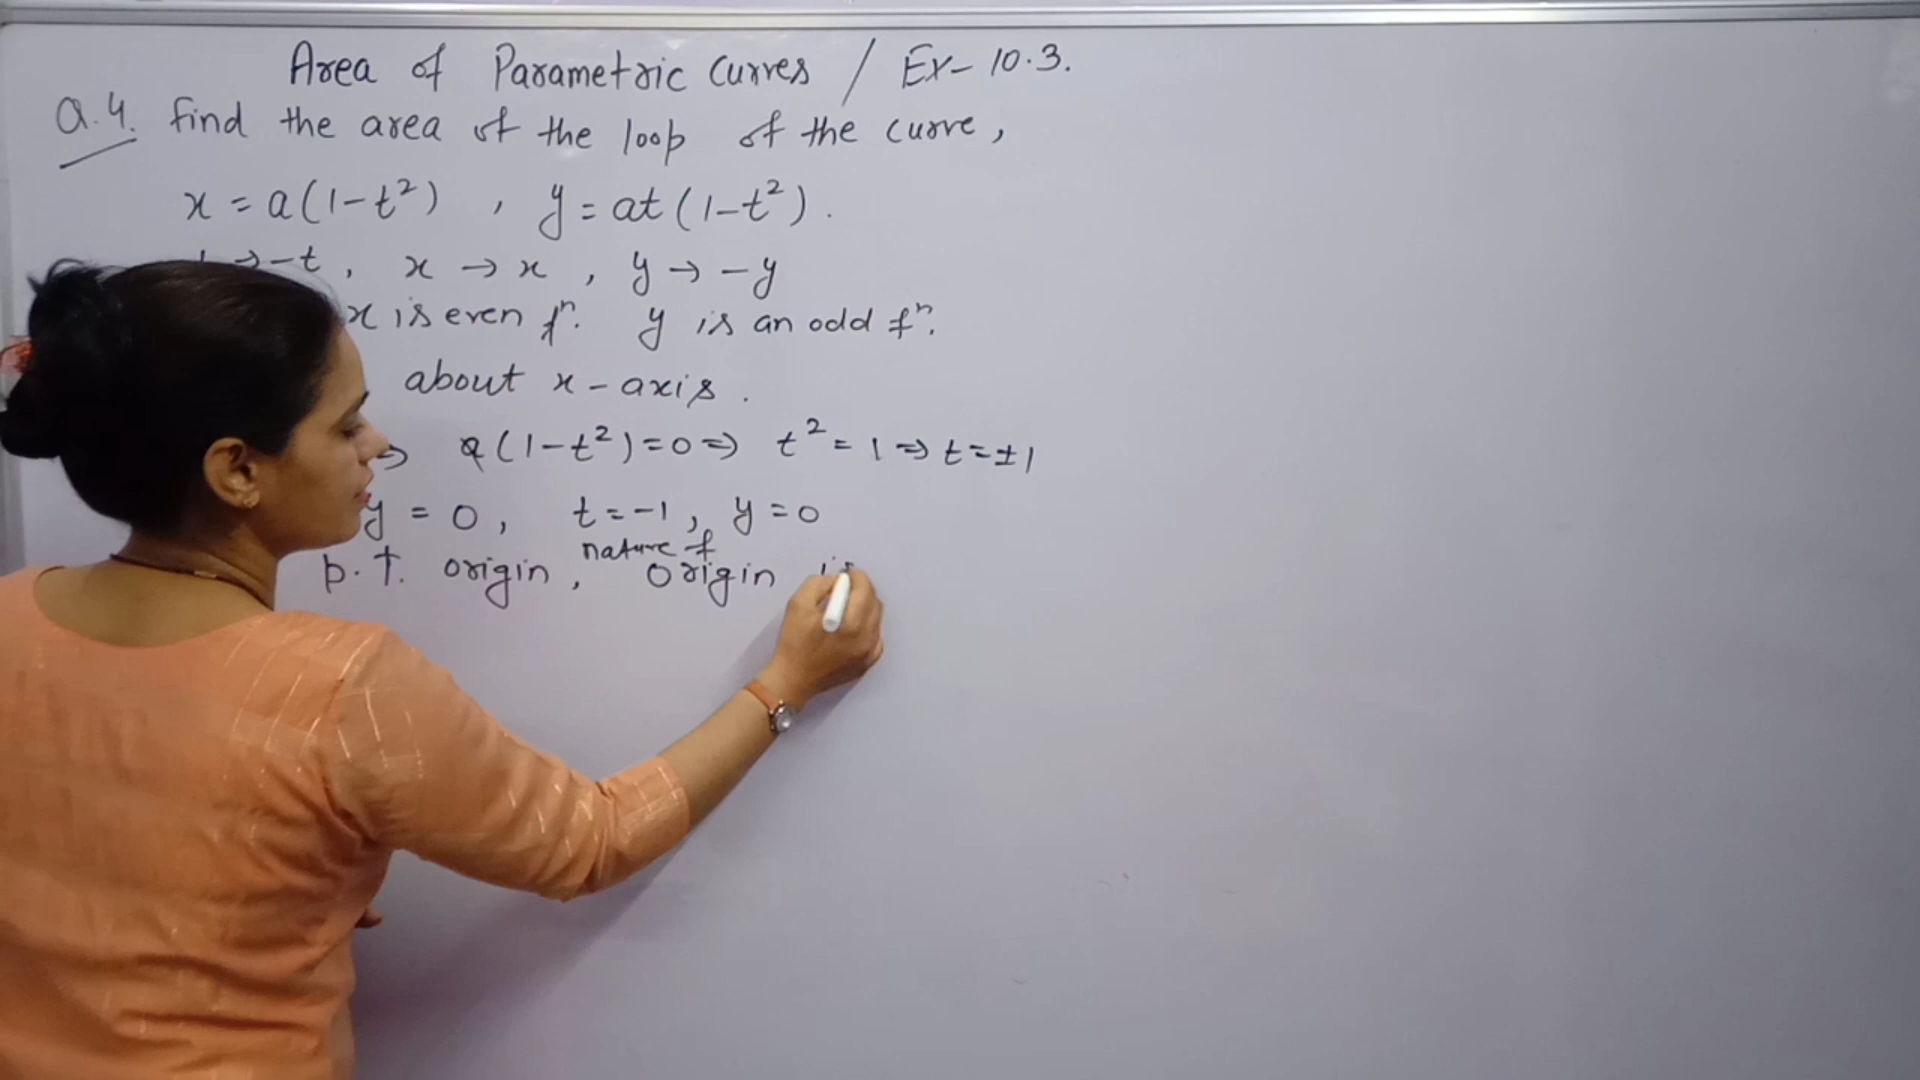 Area of Parametric Curves / Ex- 10.3.
Q.4. find the area of the loop of the curve,
x = a(1-t²) , y = at(1-t²).
→ -t, x → x , y → -y
x is even fⁿ. y is an odd fⁿ.
about x-axis.
⇒ a(1-t²)=0 ⇒ t²=1 ⇒ t=±1
y = 0, t=-1, y=0
nature of
p.t. origin, origin is